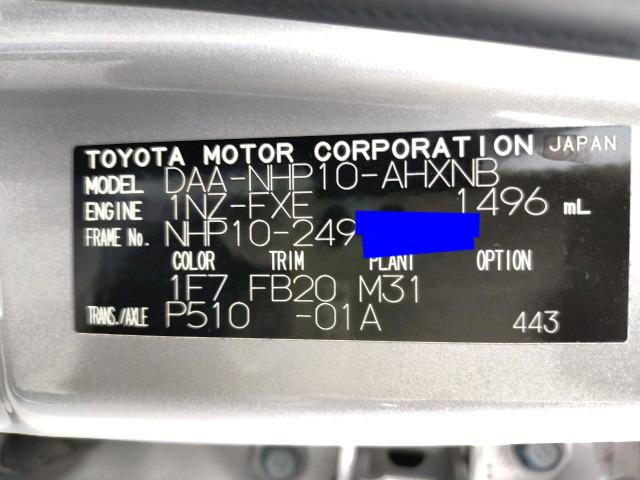 TOYOTA MOTOR CORPORATION JAPAN
MODEL DAA-NHP10-AHXNB
ENGINE 1NZ-FXE 1496 mL
FRAME No. NHP10-249
COLOR TRIM PLANT OPTION
1F7 FB20 M31
TRANS./AXLE P510 -01A 443